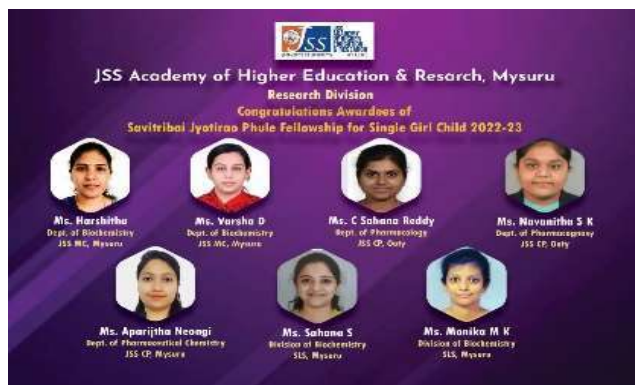 JSS
JSS Academy of Higher Education & Resarch, Mysuru
Research Division
Congratulations Awardees of
Savitribai Jyotirao Phule Fellowship for Single Girl Child 2022-23
Ms. Harshitha
Dept. of Biochemistry
JSS MC, Mysuru
Ms. Varsha D
Dept. of Biochemistry
JSS MC, Mysuru
Ms. C Sahana Reddy
Dept. of Pharmacology
JSS CP, Ooty
Ms. Navanitha S K
Dept. of Pharmacognosy
JSS CP, Ooty
Ms. Aparijtha Neongi
Dept. of Pharmaceutical Chemistry
JSS CP, Mysuru
Ms. Sahana S
Division of Biochemistry
SLS, Mysuru
Ms. Monika M K
Division of Biochemistry
SLS, Mysuru